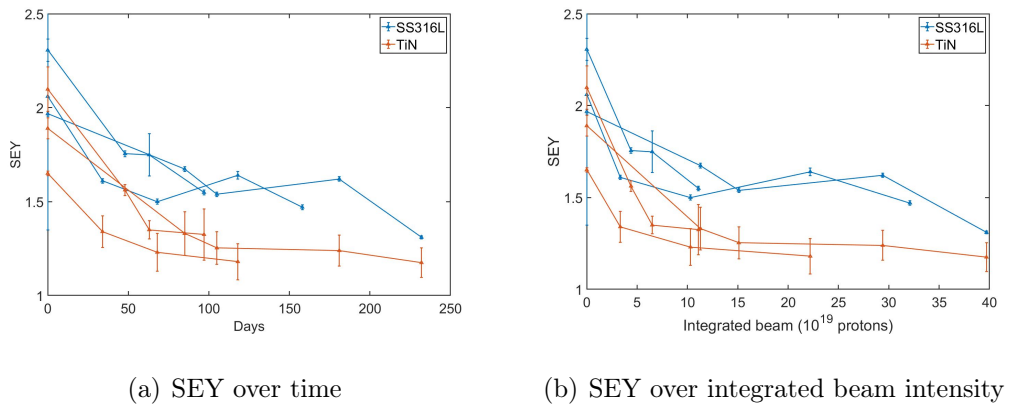 2.5
2
1.5
1
SEY
0
50
100
150
200
250
Days
SS316L
TiN
2.5
2
1.5
1
SEY
0
5
10
15
20
25
30
35
40
Integrated beam (10^19 protons)
SS316L
TiN
(a) SEY over time
(b) SEY over integrated beam intensity